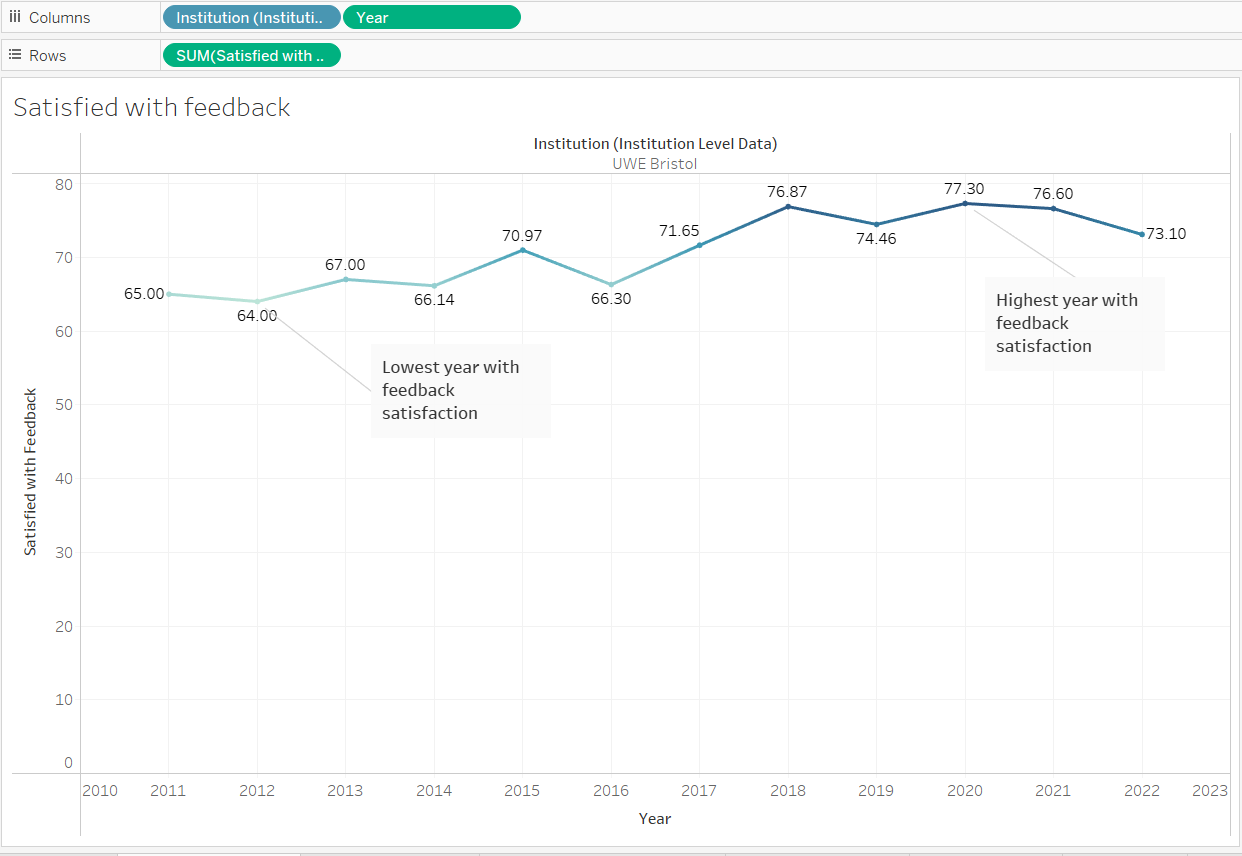 Columns
Institution (Instituti..
Year
Rows
SUM(Satisfied with ..
Satisfied with feedback
Institution (Institution Level Data)
UWE Bristol
80
70
60
50
40
30
20
10
0
Satisfied with Feedback
65.00
64.00
67.00
66.14
70.97
66.30
71.65
76.87
74.46
77.30
76.60
73.10
Lowest year with
feedback
satisfaction
Highest year with
feedback
satisfaction
2010 2011 2012 2013 2014 2015 2016 2017 2018 2019 2020 2021 2022 2023
Year